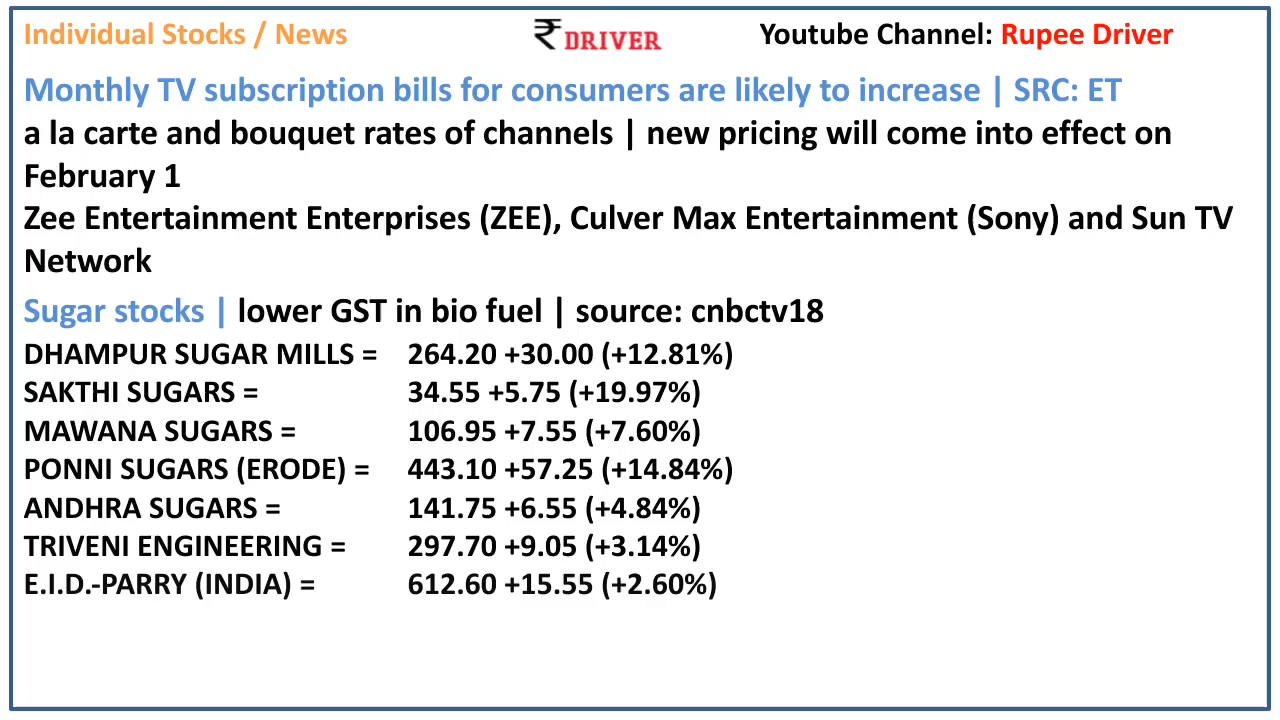 Individual Stocks / News
₹ DRIVER
Youtube Channel: Rupee Driver
Monthly TV subscription bills for consumers are likely to increase | SRC: ET
a la carte and bouquet rates of channels | new pricing will come into effect on
February 1
Zee Entertainment Enterprises (ZEE), Culver Max Entertainment (Sony) and Sun TV
Network
Sugar stocks | lower GST in bio fuel | source: cnbctv18
DHAMPUR SUGAR MILLS = 264.20 +30.00 (+12.81%)
SAKTHI SUGARS = 34.55 +5.75 (+19.97%)
MAWANA SUGARS = 106.95 +7.55 (+7.60%)
PONNI SUGARS (ERODE) = 443.10 +57.25 (+14.84%)
ANDHRA SUGARS = 141.75 +6.55 (+4.84%)
TRIVENI ENGINEERING = 297.70 +9.05 (+3.14%)
E.I.D.-PARRY (INDIA) = 612.60 +15.55 (+2.60%)